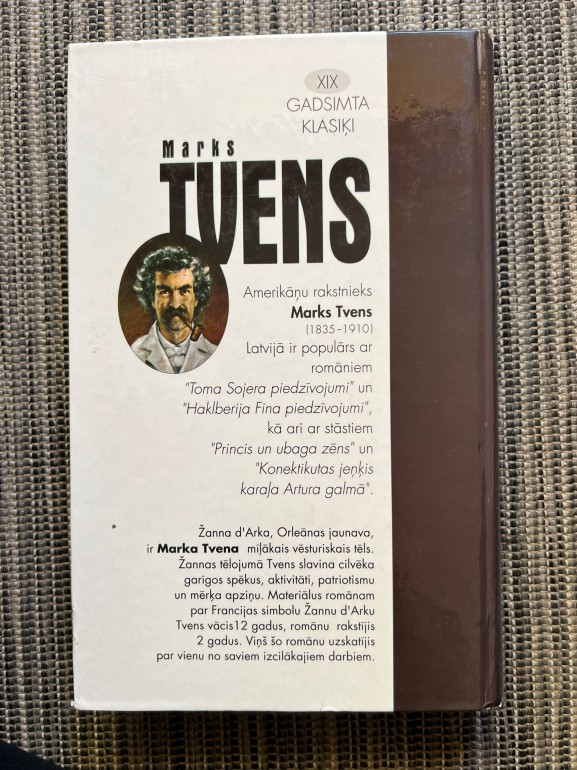 XIX
GADSIMTA
KLASIĶI
Marks
TVENS
Amerikāņu rakstnieks
Marks Tvens
(1835–1910)
Latvijā ir populārs ar
romāniem
"Toma Sojera piedzīvojumi" un
"Haklberija Fina piedzīvojumi",
kā arī ar stāstiem
"Princis un ubaga zēns" un
"Konektikutas jeņķis
karaļa Artura galmā".
Žanna d'Arka, Orleānas jaunava,
ir Marka Tvena mīļākais vēsturiskais tēls.
Žannas tēlojumā Tvens slavina cilvēka
garīgos spēkus, aktivitāti, patriotismu
un mērķa apziņu. Materiālus romānam
par Francijas simbolu Žannu d'Arku
Tvens vācis12 gadus, romānu rakstījis
2 gadus. Viņš šo romānu uzskatījis
par vienu no saviem izcilākajiem darbiem.